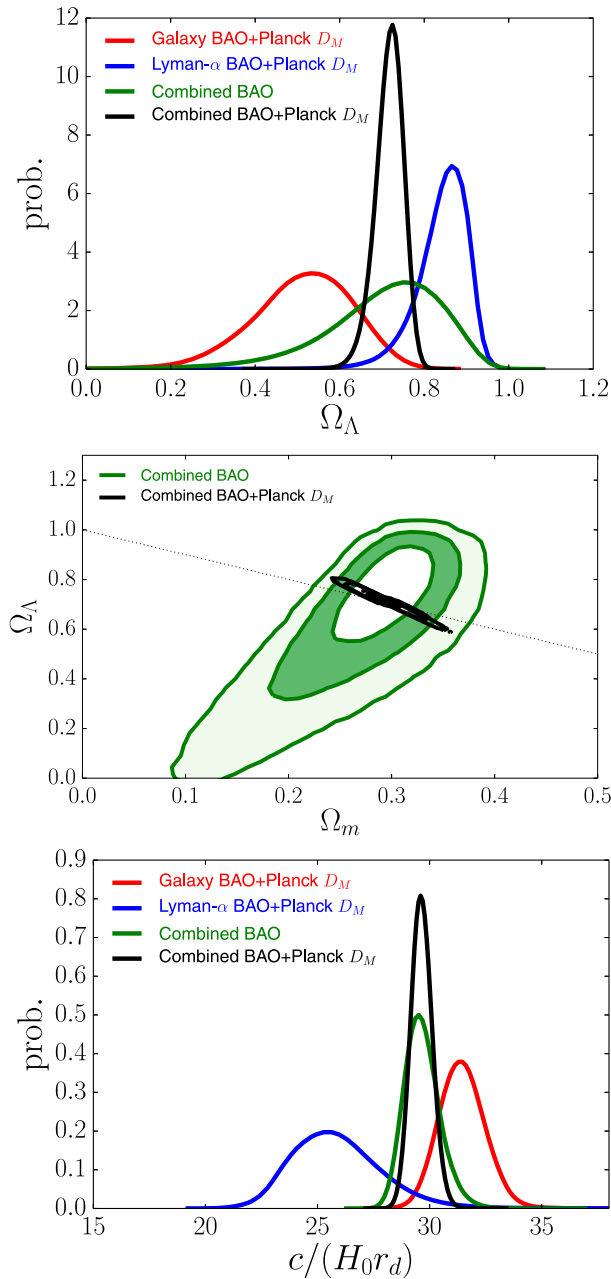 12
10
8
6
4
2
0
prob.
Galaxy BAO+Planck D_M
Lyman-α BAO+Planck D_M
Combined BAO
Combined BAO+Planck D_M
0.0 0.2 0.4 0.6 0.8 1.0 1.2
Ω_Λ
1.2
1.0
0.8
0.6
0.4
0.2
0.0
Ω_Λ
Combined BAO
Combined BAO+Planck D_M
0.0 0.1 0.2 0.3 0.4 0.5
Ω_m
0.9
0.8
0.7
0.6
0.5
0.4
0.3
0.2
0.1
0.0
prob.
Galaxy BAO+Planck D_M
Lyman-α BAO+Planck D_M
Combined BAO
Combined BAO+Planck D_M
15 20 25 30 35
c/(H_0 r_d)